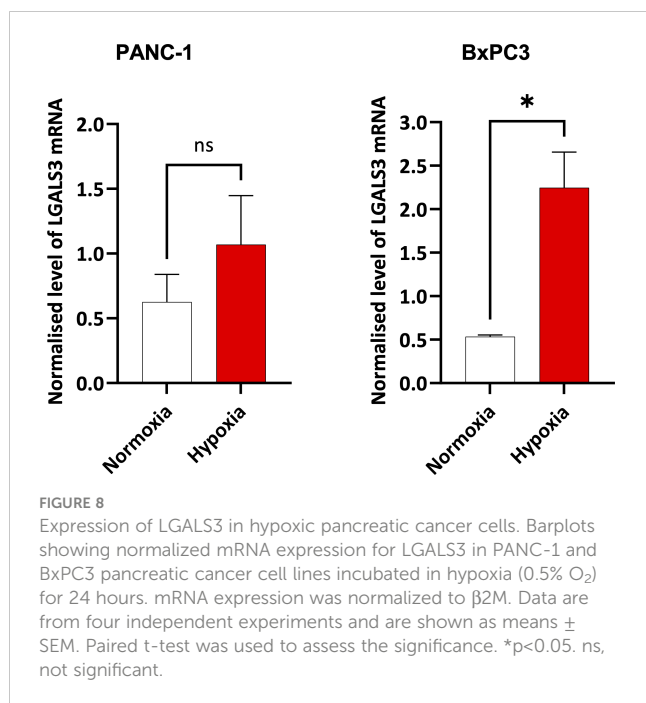 PANC-1
Normalised level of LGALS3 mRNA
2.0
1.5
1.0
0.5
0.0
ns
Normoxia
Hypoxia
BxPC3
Normalised level of LGALS3 mRNA
3.0
2.5
2.0
1.5
1.0
0.5
0.0
*
Normoxia
Hypoxia
FIGURE 8
Expression of LGALS3 in hypoxic pancreatic cancer cells. Barplots
showing normalized mRNA expression for LGALS3 in PANC-1 and
BxPC3 pancreatic cancer cell lines incubated in hypoxia (0.5% O₂)
for 24 hours. mRNA expression was normalized to β2M. Data are
from four independent experiments and are shown as means ±
SEM. Paired t-test was used to assess the significance. *p<0.05. ns,
not significant.